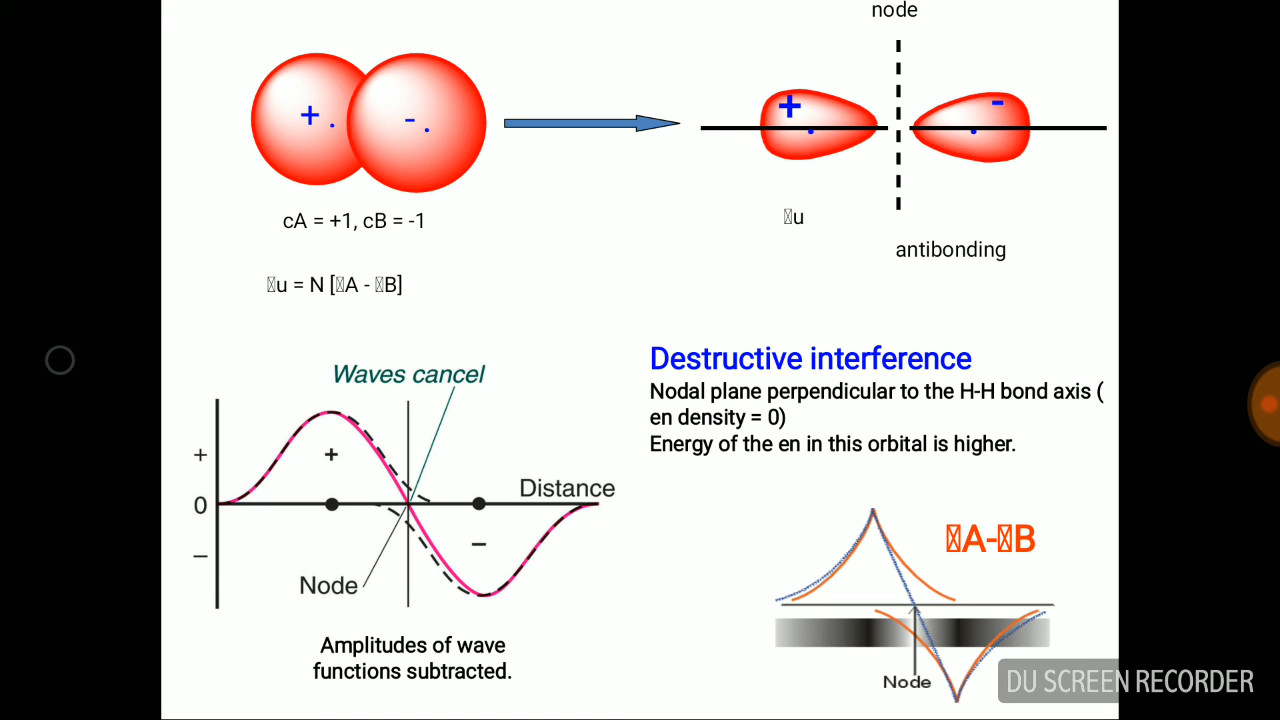 node
+ . - .
+ -
cA = +1, cB = -1
u
antibonding
u = N [A - B]
Destructive interference
Nodal plane perpendicular to the H-H bond axis (
en density = 0)
Energy of the en in this orbital is higher.
Waves cancel
+
+
0
Distance
−
−
Node
A-B
Amplitudes of wave
functions subtracted.
Node
DU SCREEN RECORDER